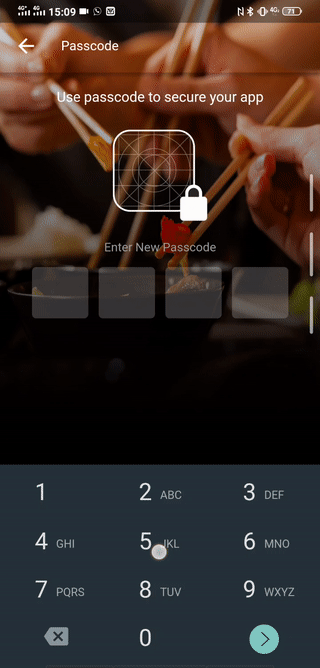 4G+ 4G 15:09 4G 71
Passcode
Use passcode to secure your app
Enter New Passcode
1 2 ABC 3 DEF
4 GHI 5 JKL 6 MNO
7 PQRS 8 TUV 9 WXYZ
0